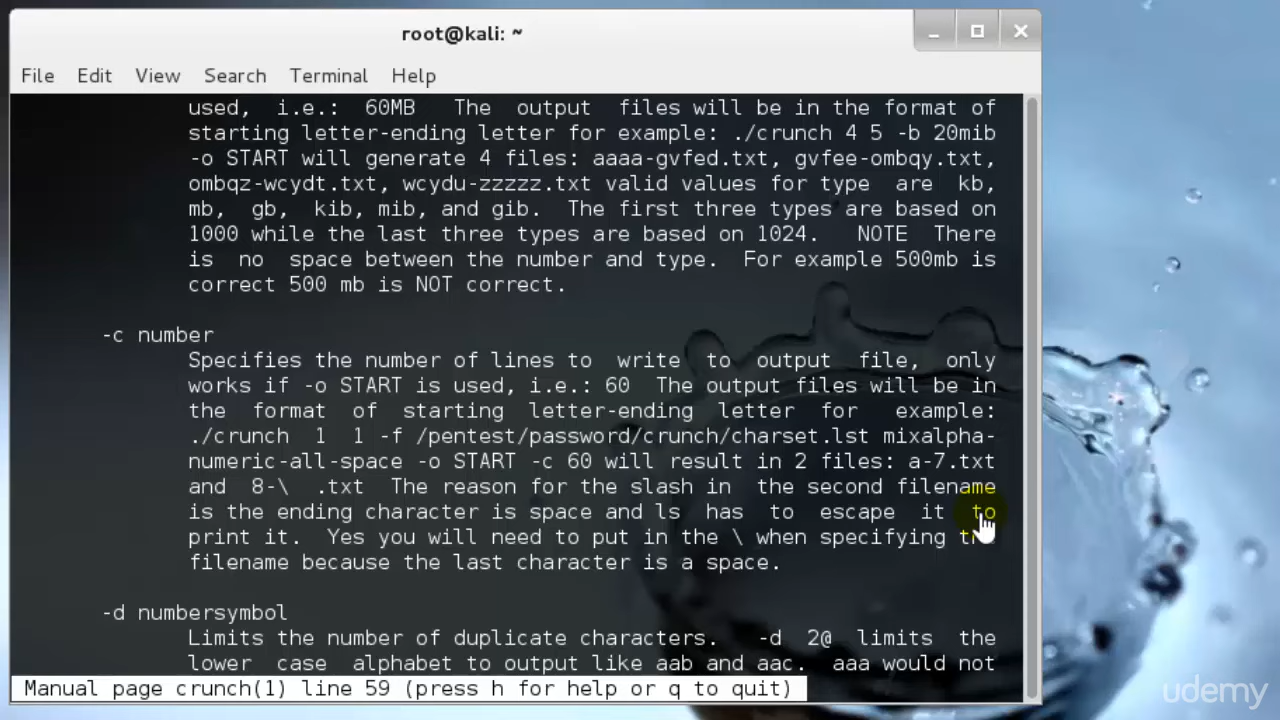 root@kali: ~
File Edit View Search Terminal Help
used, i.e.: 60MB The output files will be in the format of
starting letter-ending letter for example: ./crunch 4 5 -b 20mib
-o START will generate 4 files: aaaa-gvfed.txt, gvfee-ombqy.txt,
ombqz-wcydt.txt, wcydu-zzzzz.txt valid values for type are kb,
mb, gb, kib, mib, and gib. The first three types are based on
1000 while the last three types are based on 1024. NOTE There
is no space between the number and type. For example 500mb is
correct 500 mb is NOT correct.
-c number
Specifies the number of lines to write to output file, only
works if -o START is used, i.e.: 60 The output files will be in
the format of starting letter-ending letter for example:
./crunch 1 1 -f /pentest/password/crunch/charset.lst mixalpha-
numeric-all-space -o START -c 60 will result in 2 files: a-7.txt
and 8-\ .txt The reason for the slash in the second filename
is the ending character is space and ls has to escape it to
print it. Yes you will need to put in the \ when specifying the
filename because the last character is a space.
-d numbersymbol
Limits the number of duplicate characters. -d 2@ limits the
lower case alphabet to output like aab and aac. aaa would not
Manual page crunch(1) line 59 (press h for help or q to quit)
udemy